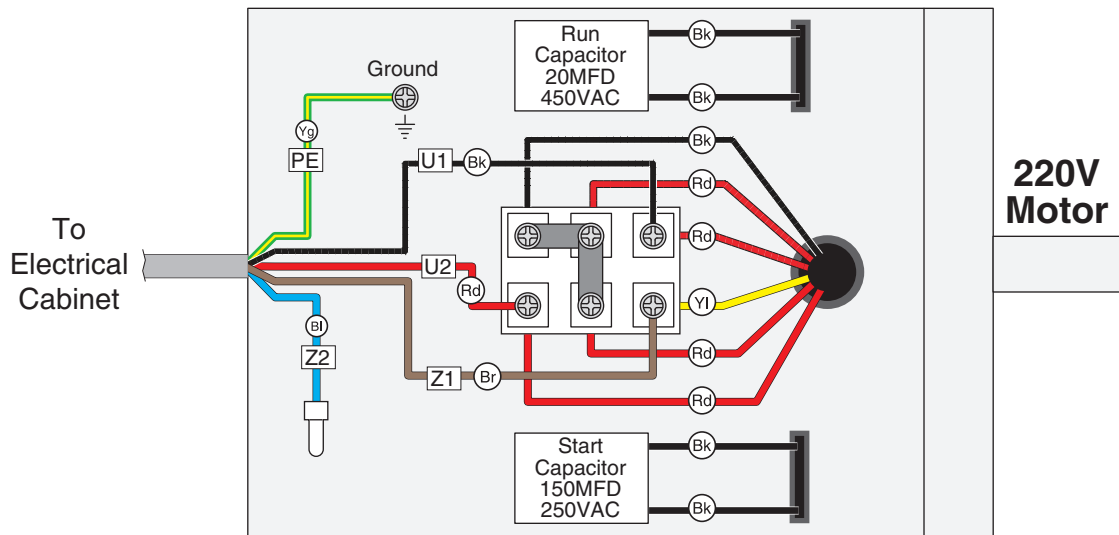 Run
Capacitor
20MFD
450VAC
Bk
Bk
Ground
Yg
PE
U1
Bk
Bk
Rd
Rd
220V
Motor
To
Electrical
Cabinet
U2
Rd
Yl
Bl
Z2
Z1
Br
Rd
Rd
Start
Capacitor
150MFD
250VAC
Bk
Bk